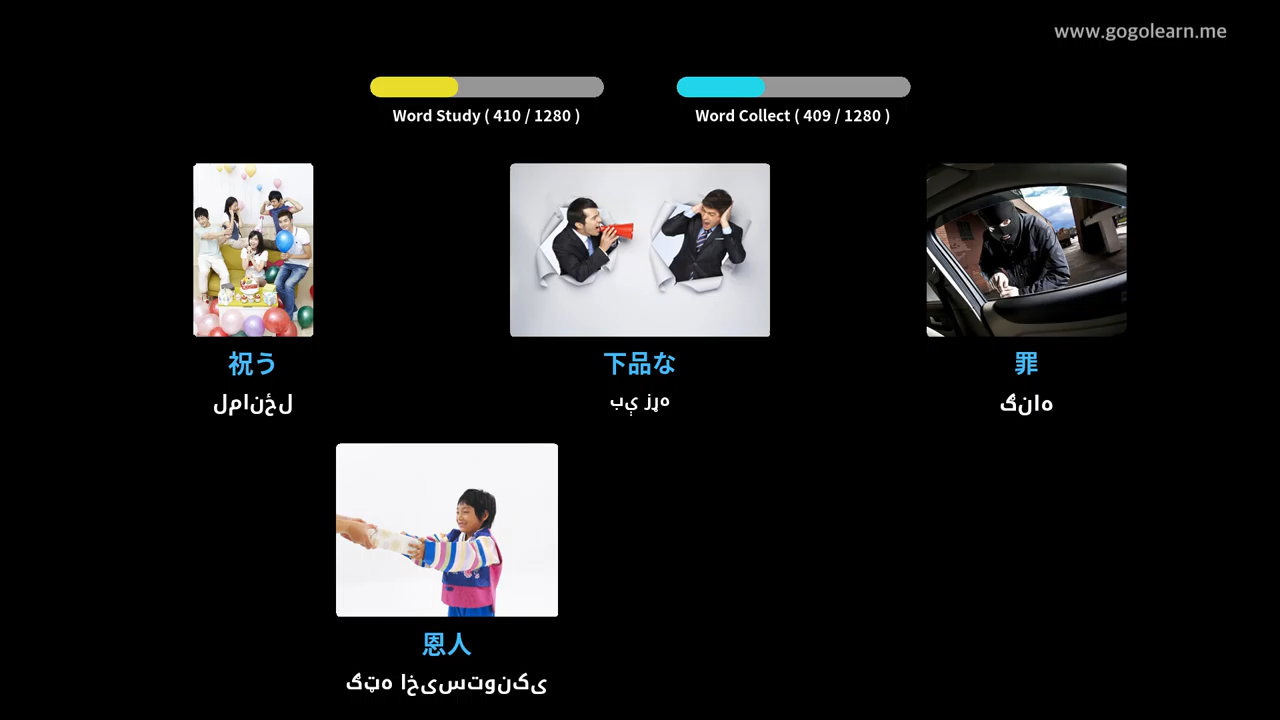 www.gogolearn.me
Word Study ( 410 / 1280 )
Word Collect ( 409 / 1280 )
祝う
لمانځل
下品な
بې زړه
罪
ګناه
恩人
ګټه اخیستونکی